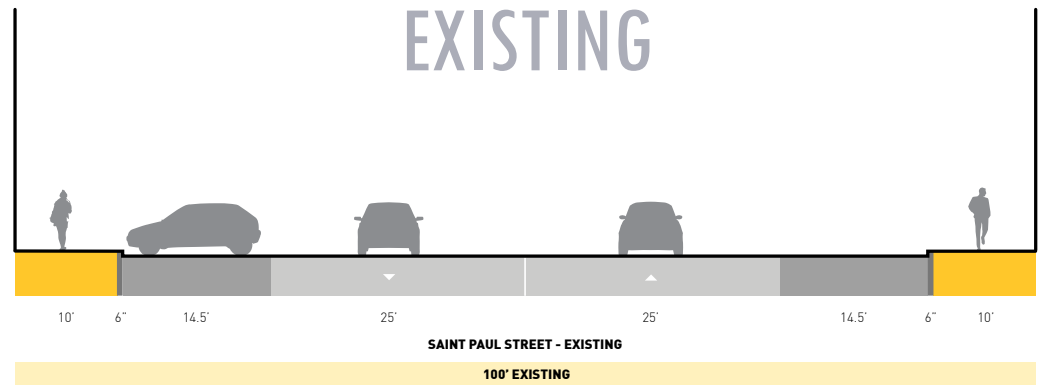 EXISTING
10' 6" 14.5' 25' 25' 14.5' 6" 10'
SAINT PAUL STREET - EXISTING
100' EXISTING